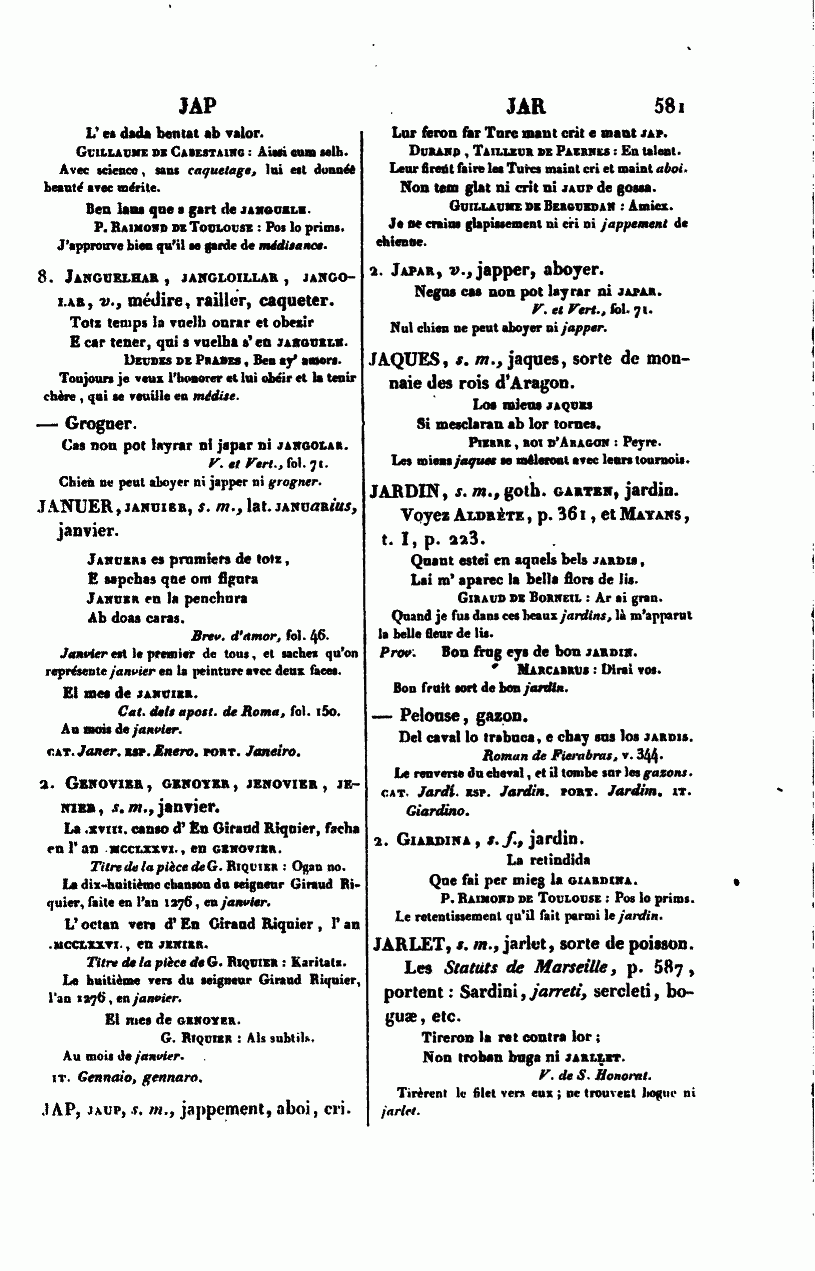 JAP
JAR 581
L' es dada beutat ab valor.
GUILLAUME DE CABESTAING : Aissi cum selh.
Avec science, sans caquetage, lui est donnée
beauté avec mérite.
Ben laus que s gart de JANGUELH.
P. RAIMOND DE TOULOUSE : Pos lo prims.
J'approuve bien qu'il se garde de médisance.
8. JANGUELHAR, JANGLOILLAR, JANGO-
LAR, v., médire, railler, caqueter.
Totz temps la vuelh onrar et obezir
E car tener, qui s vuelha s' en JANGUELH.
DEUDES DE PRADES, Ben ay' amors.
Toujours je veux l'honorer et lui obéir et la tenir
chère, qui se veuille en médise.
— Grogner.
Cas non pot layrar ni japar ni JANGOLAR.
V. et Vert., fol. 71.
Chien ne peut aboyer ni japper ni grogner.
JANUER, JANUIER, s. m., lat. JANUARius,
janvier.
JANUERS es prumiers de totz,
E sapchas que om figura
JANUER en la penchura
Ab doas caras.
Brev. d'amor, fol. 46.
Janvier est le premier de tous, et sachez qu'on
représente janvier en la peinture avec deux faces.
El mes de JANUIER.
Cat. dels apost. de Roma, fol. 150.
Au mois de janvier.
CAT. Janer. ESP. Enero. PORT. Janeiro.
2. GENOVIER, GENOYER, JENOVIER, JE-
NIER, s. m., janvier.
La .XVIII. canso d' En Giraud Riquier, facha
en l' an .MCCLXXVI., en GENOVIER.
Titre de la pièce de G. RIQUIER : Ogan no.
La dix-huitième chanson du seigneur Giraud Ri-
quier, faite en l'an 1276, en janvier.
L' octau vers d' En Giraud Riquier, l' an
.MCCLXXVI., en JENIER.
Titre de la pièce de G. RIQUIER : Karitatz.
Le huitième vers du seigneur Giraud Riquier,
l'an 1276, en janvier.
El mes de GENOYER.
G. RIQUIER : Als subtils.
Au mois de janvier.
IT. Gennaio, gennaro.
JAP, JAUP, s. m., jappement, aboi, cri.
Lur feron far Turc mant crit e mant JAP.
DURAND, TAILLEUR DE PAERNES : En talent.
Leur firent faire les Turcs maint cri et maint aboi.
Non tem glat ni crit ni JAUP de gossa.
GUILLAUME DE BERGUEDAN : Amicx.
Je ne crains glapissement ni cri ni jappement de
chienne.
2. JAPAR, v., japper, aboyer.
Negus cas non pot layrar ni JAPAR.
V. et Vert., fol. 71.
Nul chien ne peut aboyer ni japper.
JAQUES, s. m., jaques, sorte de mon-
naie des rois d'Aragon.
Los mieus JAQUES
Si mesclaran ab lor tornes.
PIERRE, ROI D'ARAGON : Peyre.
Les miens jaques se mêleront avec leurs tournois.
JARDIN, s. m., goth. GARTEN, jardin.
Voyez ALDRÈTE, p. 361, et MAYANS,
t. I, p. 223.
Quant estei en aquels bels JARDIS,
Lai m' aparec la bella flors de lis.
GIRAUD DE BORNEIL : Ar ai gran.
Quand je fus dans ces beaux jardins, là m'apparut
la belle fleur de lis.
Prov. Bon frug eys de bon JARDIN.
MARCABRUS : Dirai vos.
Bon fruit sort de bon jardin.
— Pelouse, gazon.
Del caval lo trabuca, e chay sus los JARDIS.
Roman de Fierabras, v. 344.
Le renverse du cheval, et il tombe sur les gazons.
CAT. Jardi. ESP. Jardin. PORT. Jardim. IT.
Giardino.
2. GIARDINA, s. f., jardin.
La retindida
Que fai per mieg la GIARDINA.
P. RAIMOND DE TOULOUSE : Pos lo prims.
Le retentissement qu'il fait parmi le jardin.
JARLET, s. m., jarlet, sorte de poisson.
Les Statuts de Marseille, p. 587,
portent : Sardini, jarreti, sercleti, bo-
guæ, etc.
Tireron la ret contra lor ;
Non troban buga ni JARLET.
V. de S. Honorat.
Tirèrent le filet vers eux ; ne trouvent bogue ni
jarlet.